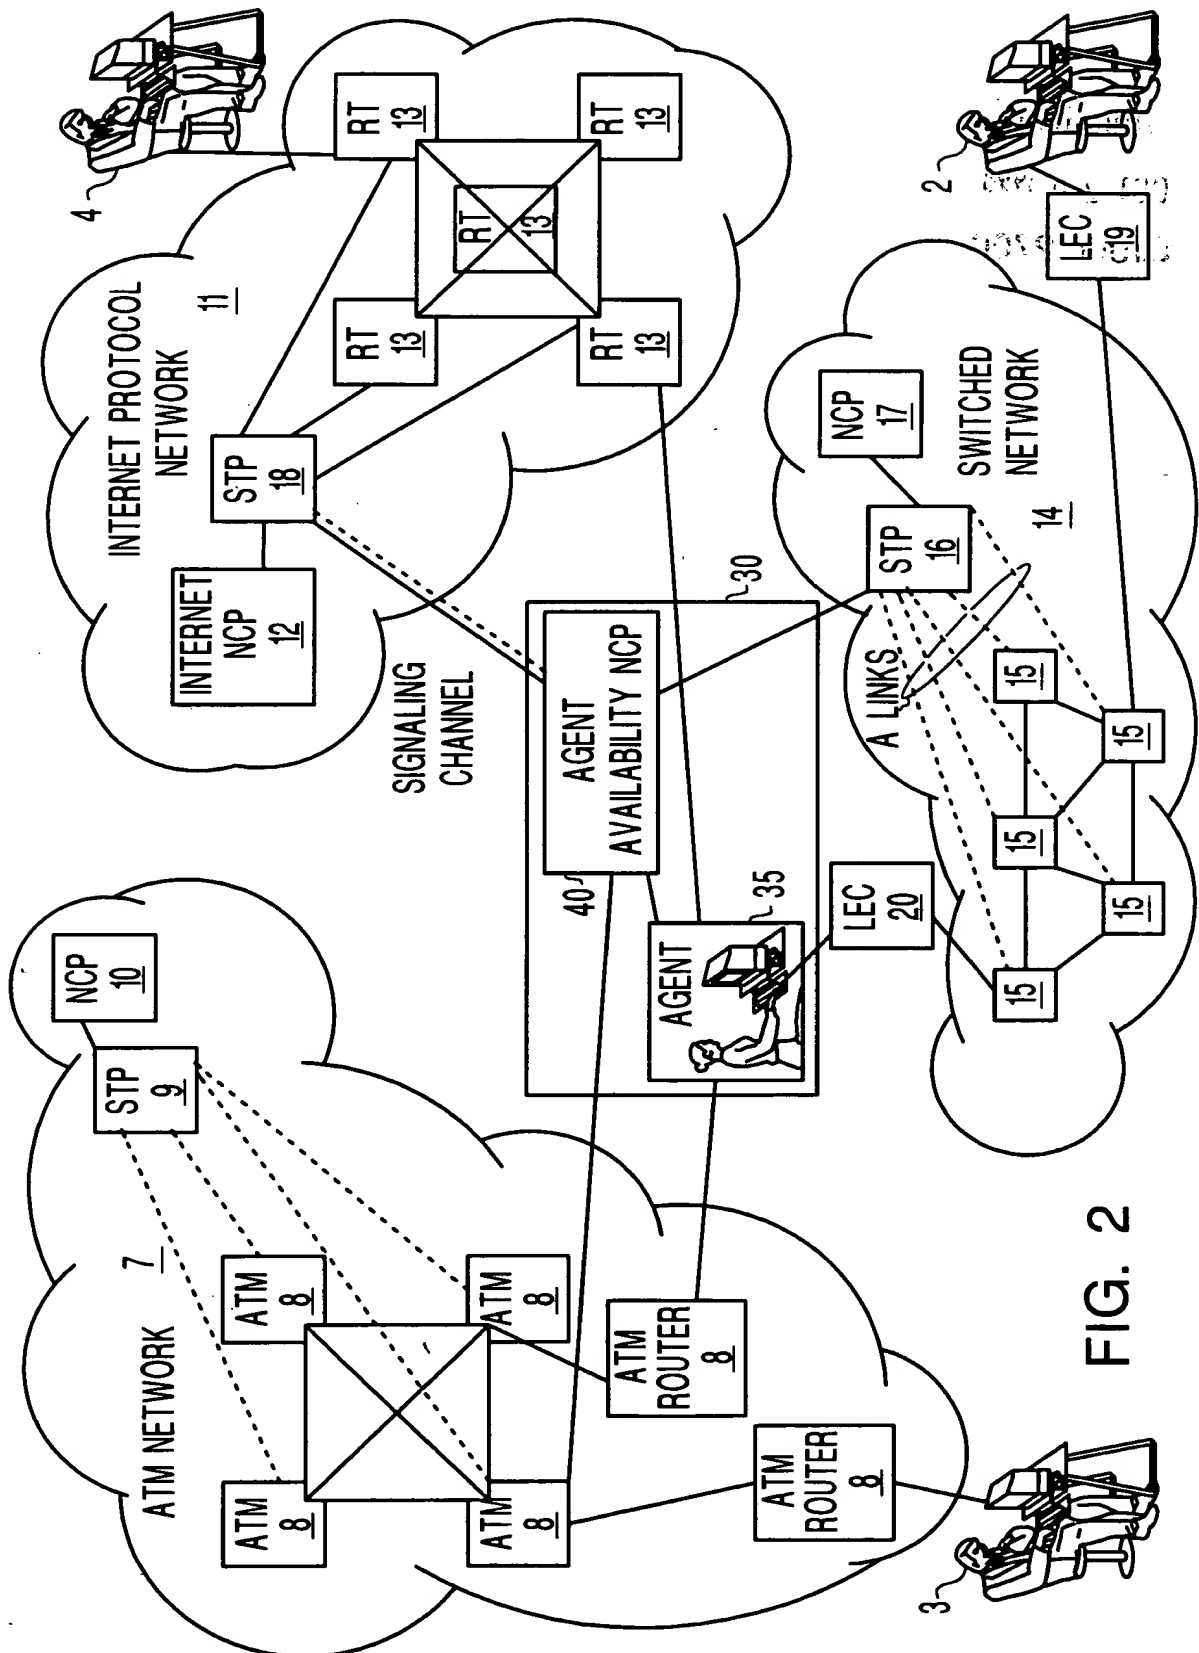 ATM NETWORK
7
STP
9
NCP
10
ATM
8
ATM
8
ATM
8
ATM
8
ATM
ROUTER
8
ATM
ROUTER
8
3
INTERNET PROTOCOL
NETWORK
11
INTERNET
NCP
12
STP
18
RT
13
RT
13
RT
13
RT
13
RT
13
4
SIGNALING
CHANNEL
AGENT
AVAILABILITY NCP
40
30
AGENT
35
LEC
20
A LINKS
STP
16
NCP
17
SWITCHED
NETWORK
14
15
15
15
15
15
LEC
19
2
FIG. 2